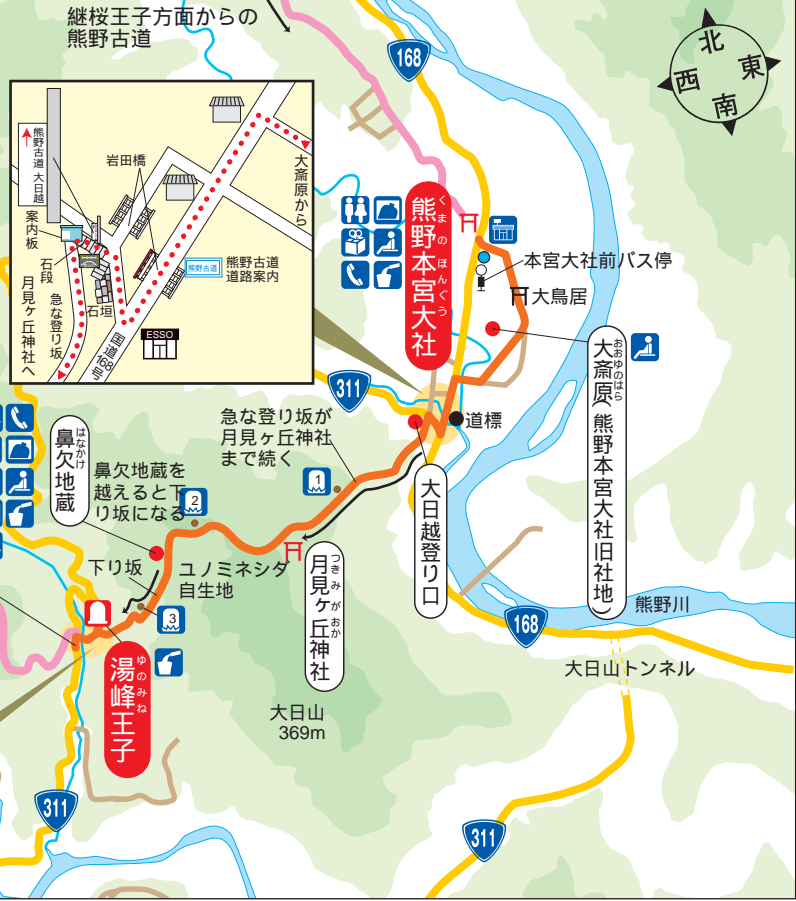 継桜王子方面からの
熊野古道
168
北
東
西
南
熊野古道 大日越
岩田橋
大斎原から
案内板
石段
石垣
急な登り坂
月見ヶ丘神社へ
熊野古道
熊野古道
道路案内
ESSO
国道168号
熊野本宮大社
くまのほんぐう
本宮大社前バス停
大鳥居
大斎原(熊野本宮大社旧社地)
おおゆのはら
311
道標
急な登り坂が
月見ヶ丘神社
まで続く
1
鼻欠地蔵
はなかけ
鼻欠地蔵を
越えると下
り坂になる
2
大日越登り口
下り坂
ユノミネシダ
自生地
月見ヶ丘神社
つきみがおか
3
湯峰王子
ゆのみね
熊野川
168
大日山トンネル
大日山
369m
311
311